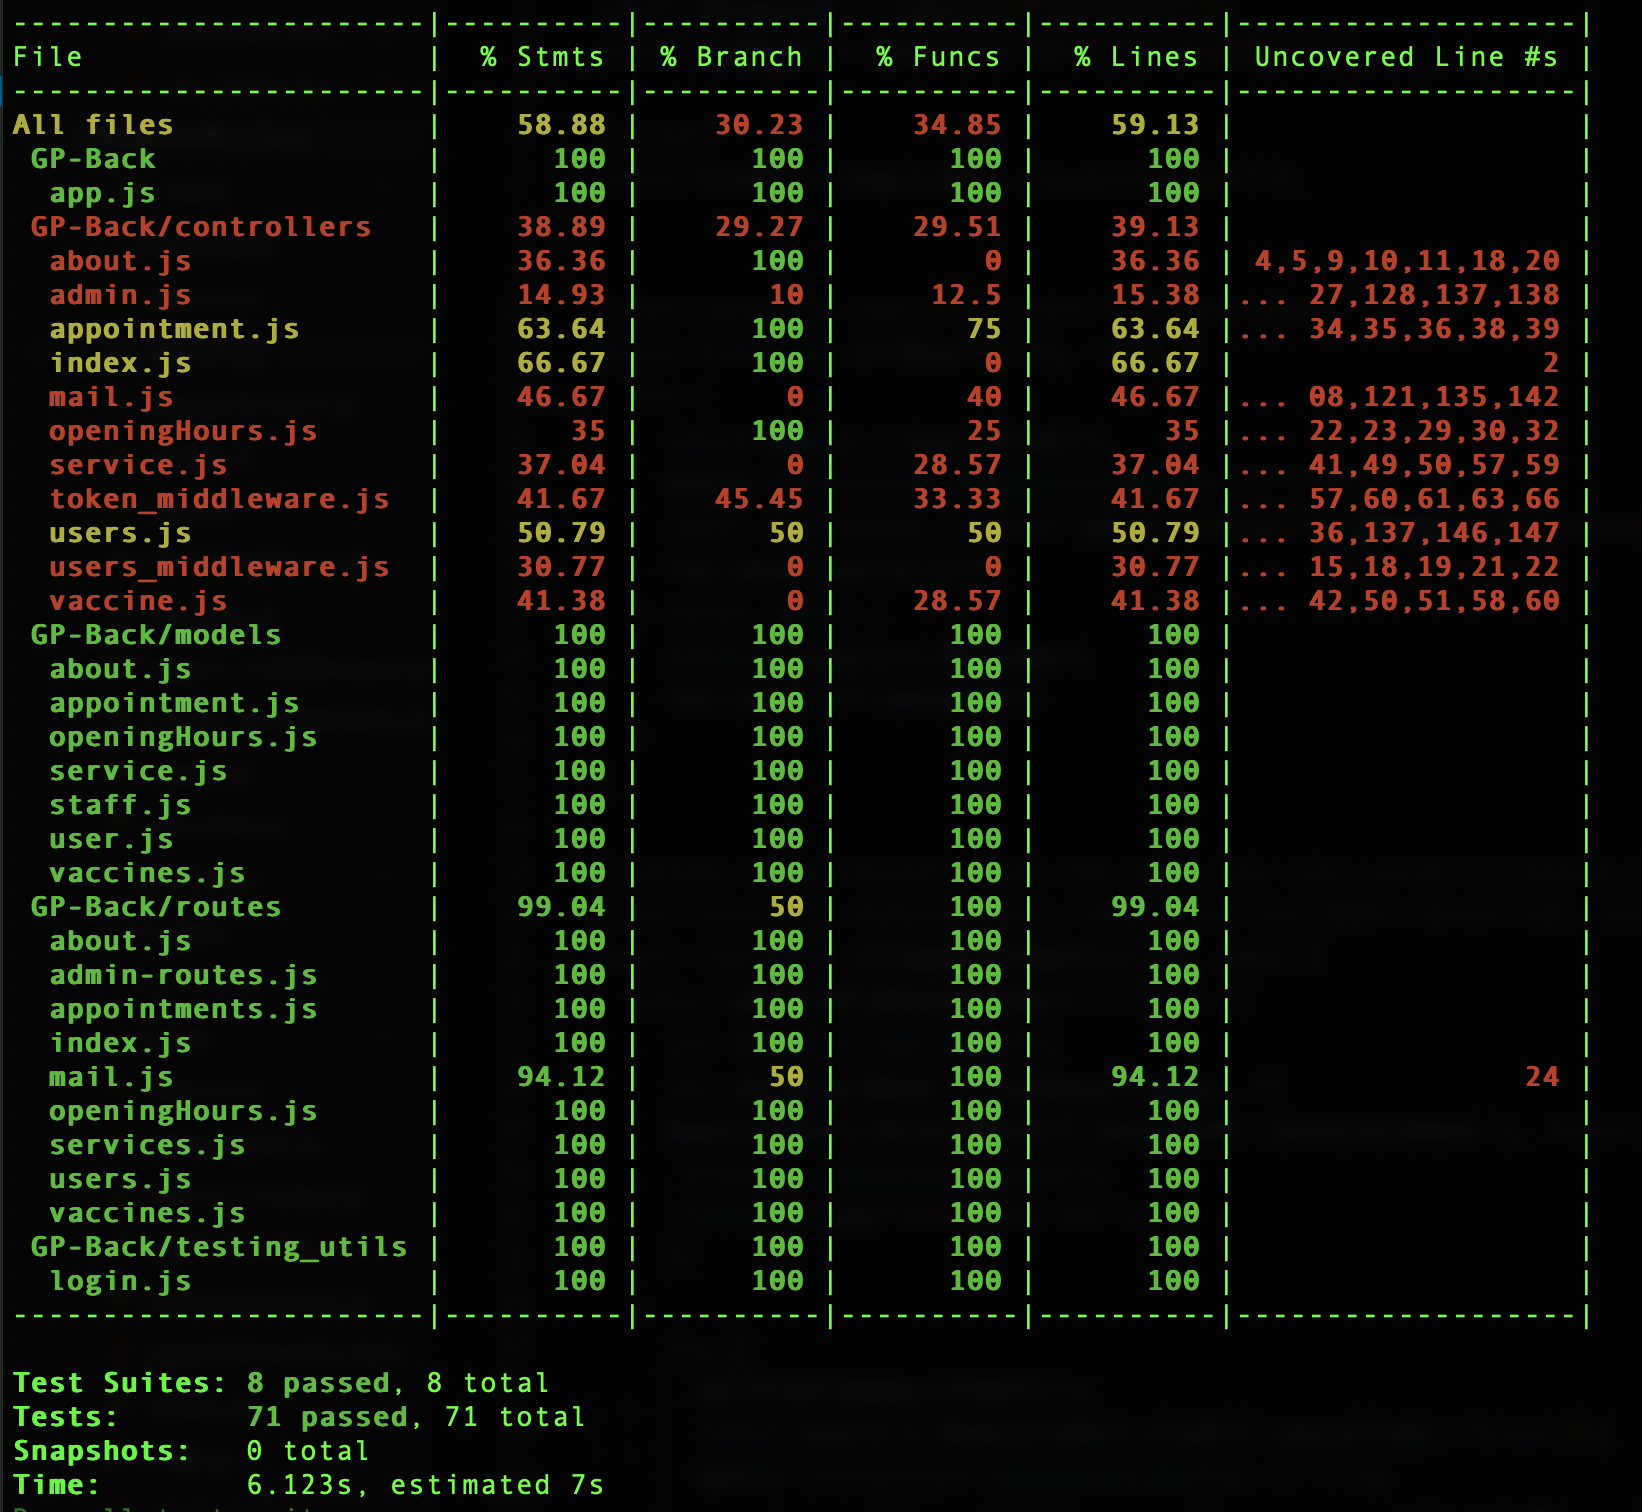 -----------------------|----------|----------|----------|----------|-------------------|
File                   |  % Stmts | % Branch |  % Funcs |  % Lines | Uncovered Line #s |
-----------------------|----------|----------|----------|----------|-------------------|
All files              |    58.88 |    30.23 |    34.85 |    59.13 |                   |
 GP-Back               |      100 |      100 |      100 |      100 |                   |
  app.js               |      100 |      100 |      100 |      100 |                   |
 GP-Back/controllers   |    38.89 |    29.27 |    29.51 |    39.13 |                   |
  about.js             |    36.36 |      100 |        0 |    36.36 | 4,5,9,10,11,18,20 |
  admin.js             |    14.93 |       10 |     12.5 |    15.38 |... 27,128,137,138 |
  appointment.js       |    63.64 |      100 |       75 |    63.64 |... 34,35,36,38,39 |
  index.js             |    66.67 |      100 |        0 |    66.67 |                 2 |
  mail.js              |    46.67 |        0 |       40 |    46.67 |... 08,121,135,142 |
  openingHours.js      |       35 |      100 |       25 |       35 |... 22,23,29,30,32 |
  service.js           |    37.04 |        0 |    28.57 |    37.04 |... 41,49,50,57,59 |
  token_middleware.js  |    41.67 |    45.45 |    33.33 |    41.67 |... 57,60,61,63,66 |
  users.js             |    50.79 |       50 |       50 |    50.79 |... 36,137,146,147 |
  users_middleware.js  |    30.77 |        0 |        0 |    30.77 |... 15,18,19,21,22 |
  vaccine.js           |    41.38 |        0 |    28.57 |    41.38 |... 42,50,51,58,60 |
 GP-Back/models        |      100 |      100 |      100 |      100 |                   |
  about.js             |      100 |      100 |      100 |      100 |                   |
  appointment.js       |      100 |      100 |      100 |      100 |                   |
  openingHours.js      |      100 |      100 |      100 |      100 |                   |
  service.js           |      100 |      100 |      100 |      100 |                   |
  staff.js             |      100 |      100 |      100 |      100 |                   |
  user.js              |      100 |      100 |      100 |      100 |                   |
  vaccines.js          |      100 |      100 |      100 |      100 |                   |
 GP-Back/routes        |    99.04 |       50 |      100 |    99.04 |                   |
  about.js             |      100 |      100 |      100 |      100 |                   |
  admin-routes.js      |      100 |      100 |      100 |      100 |                   |
  appointments.js      |      100 |      100 |      100 |      100 |                   |
  index.js             |      100 |      100 |      100 |      100 |                   |
  mail.js              |    94.12 |       50 |      100 |    94.12 |                24 |
  openingHours.js      |      100 |      100 |      100 |      100 |                   |
  services.js          |      100 |      100 |      100 |      100 |                   |
  users.js             |      100 |      100 |      100 |      100 |                   |
  vaccines.js          |      100 |      100 |      100 |      100 |                   |
 GP-Back/testing_utils |      100 |      100 |      100 |      100 |                   |
  login.js             |      100 |      100 |      100 |      100 |                   |
-----------------------|----------|----------|----------|----------|-------------------|
Test Suites: 8 passed, 8 total
Tests:       71 passed, 71 total
Snapshots:   0 total
Time:        6.123s, estimated 7s